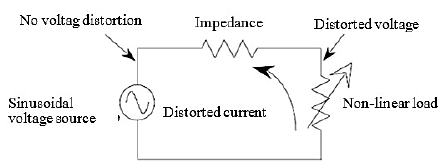 No voltag distortion
Impedance
Distorted voltage
Sinusoidal
voltage source
Distorted current
Non-linear load